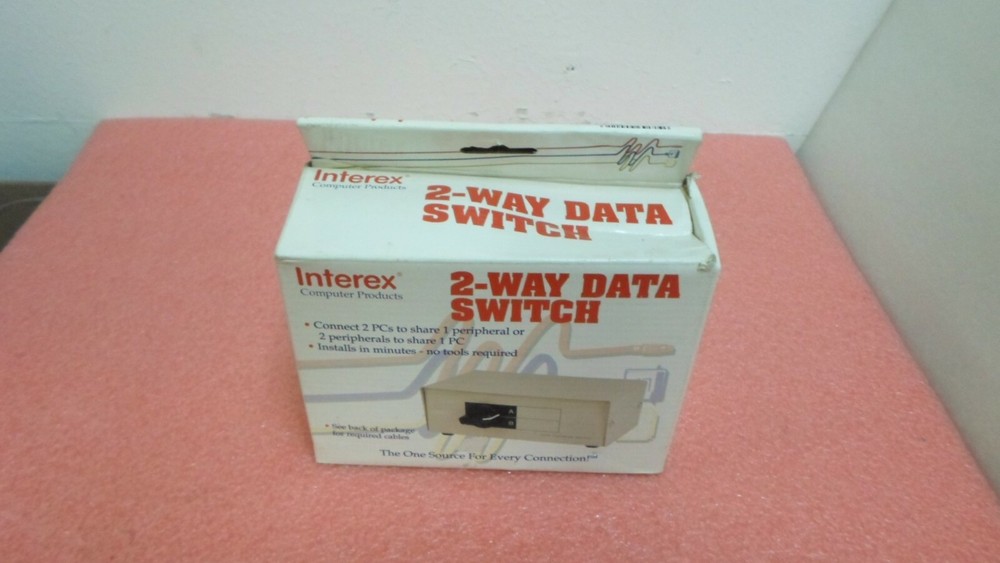 Interex®
Computer Products
2-WAY DATA
SWITCH
Interex®
Computer Products
2-WAY DATA
SWITCH
• Connect 2 PCs to share 1 peripheral or
2 peripherals to share 1 PC
• Installs in minutes - no tools required
A
B
• See back of package
for required cables
The One Source For Every Connection!™